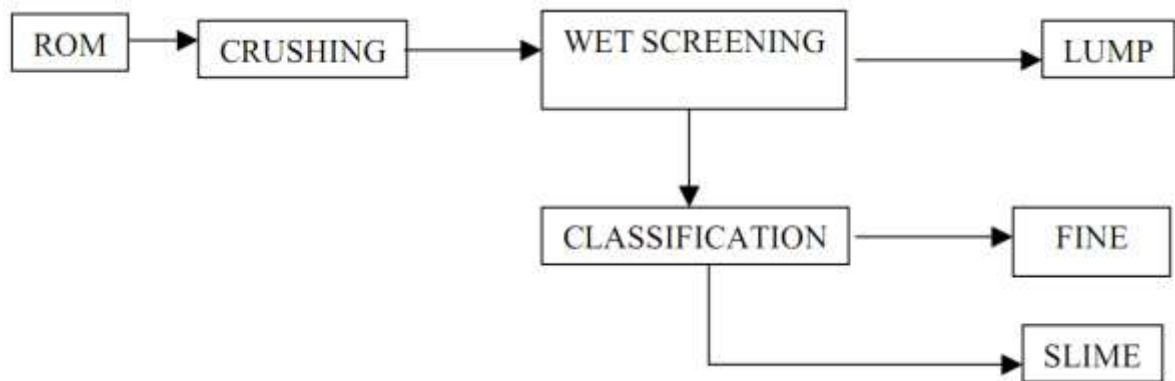 ROM
CRUSHING
WET SCREENING
LUMP
CLASSIFICATION
FINE
SLIME